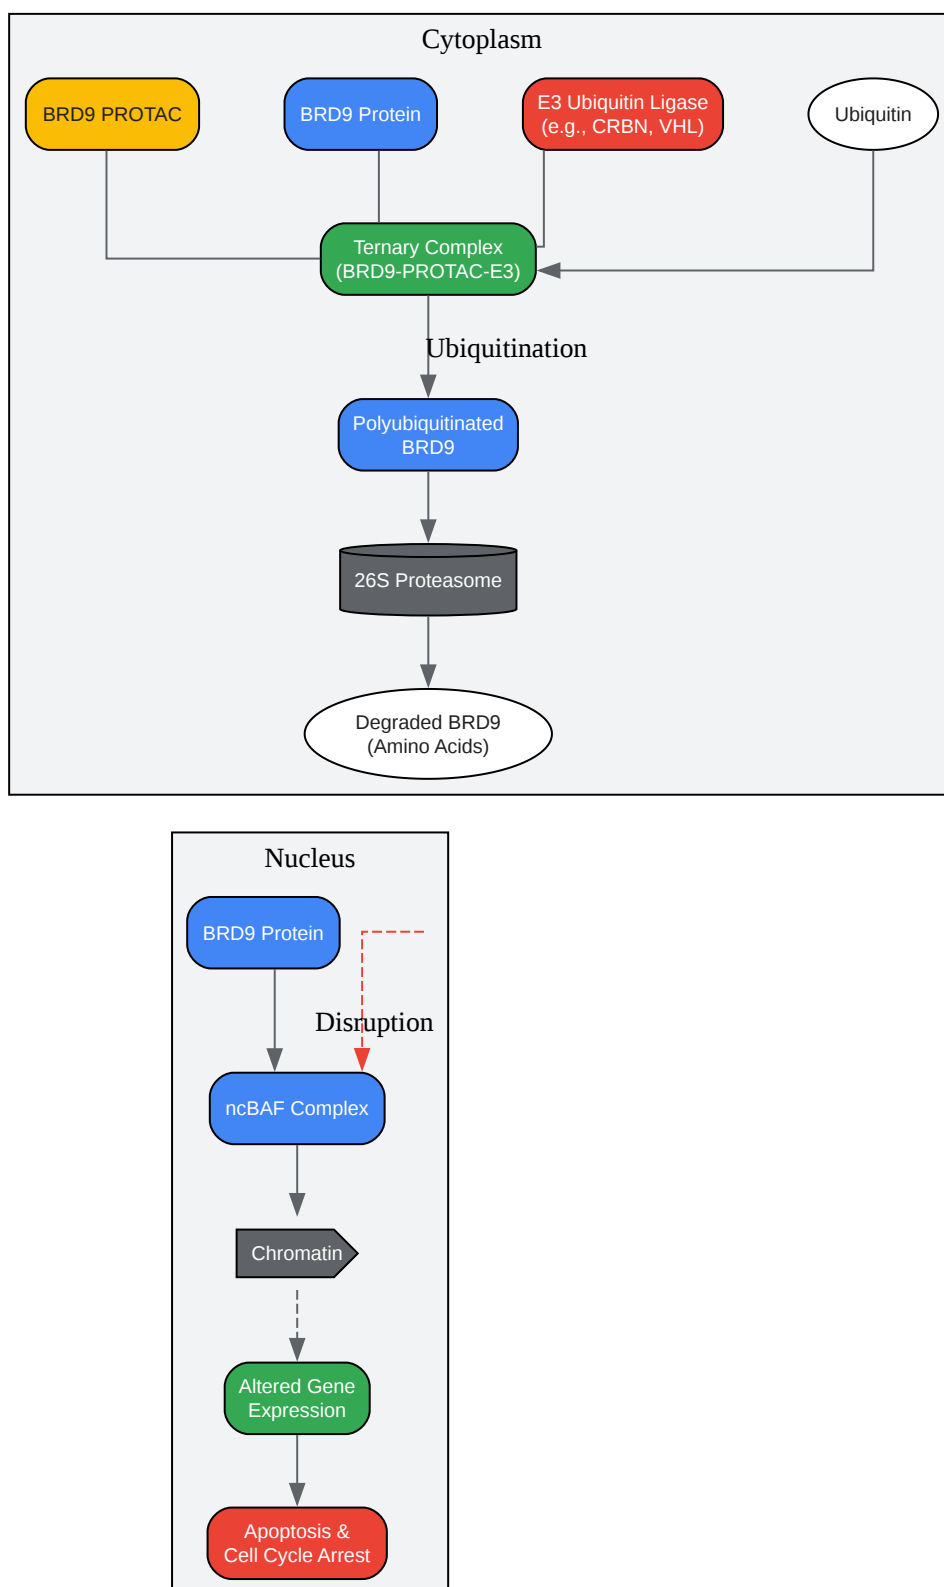 Cytoplasm
BRD9 PROTAC
BRD9 Protein
E3 Ubiquitin Ligase
(e.g., CRBN, VHL)
Ubiquitin
Ternary Complex
(BRD9-PROTAC-E3)
Ubiquitination
Polyubiquitinated
BRD9
26S Proteasome
Degraded BRD9
(Amino Acids)
Nucleus
BRD9 Protein
Disruption
ncBAF Complex
Chromatin
Altered Gene
Expression
Apoptosis &
Cell Cycle Arrest